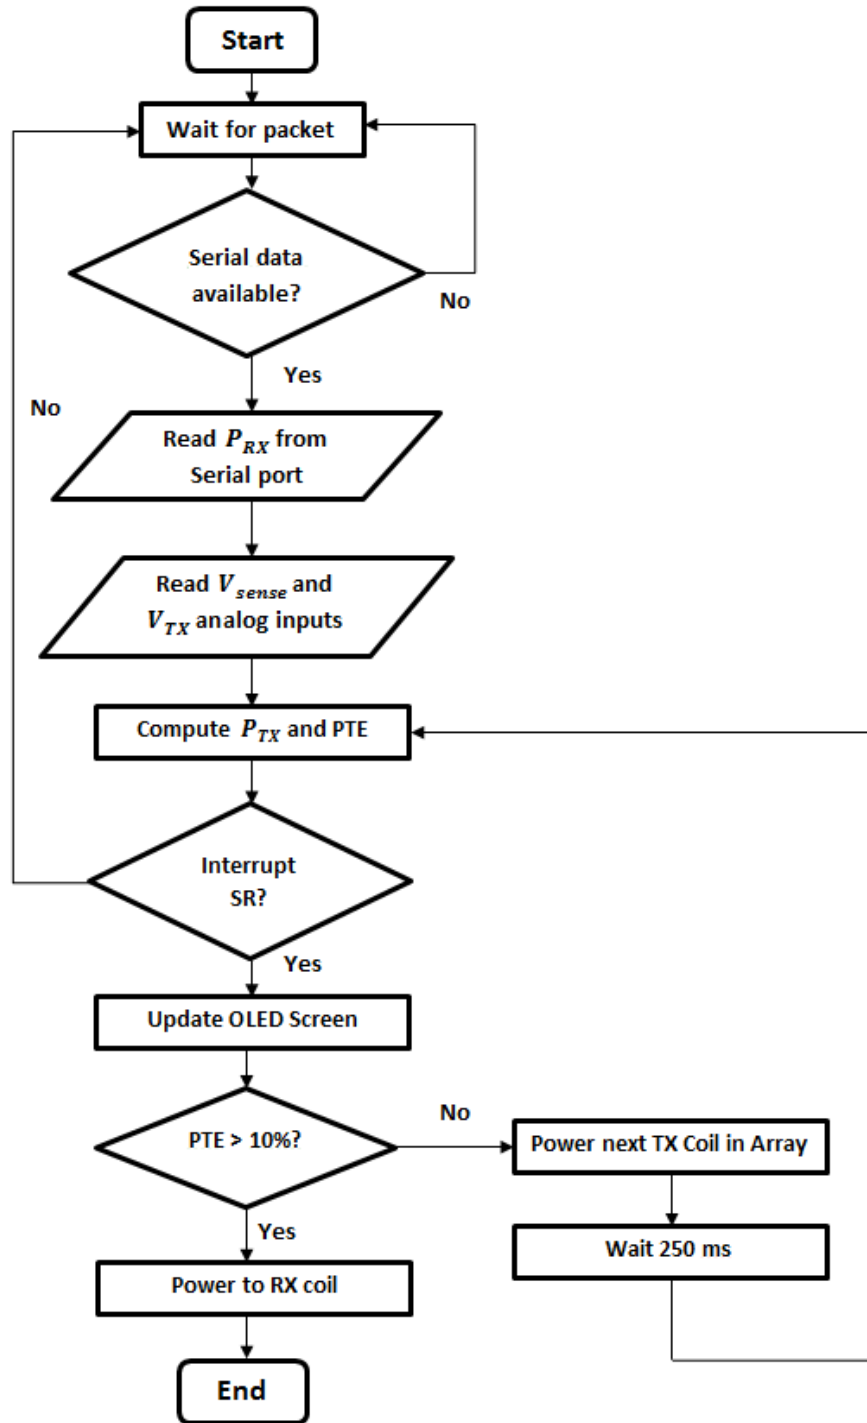 Start
Wait for packet
Serial data
available?
No
Yes
No
Read P_RX from
Serial port
Read V_sense and
V_TX analog inputs
Compute P_TX and PTE
Interrupt
SR?
Yes
Update OLED Screen
PTE > 10%?
No
Power next TX Coil in Array
Yes
Wait 250 ms
Power to RX coil
End